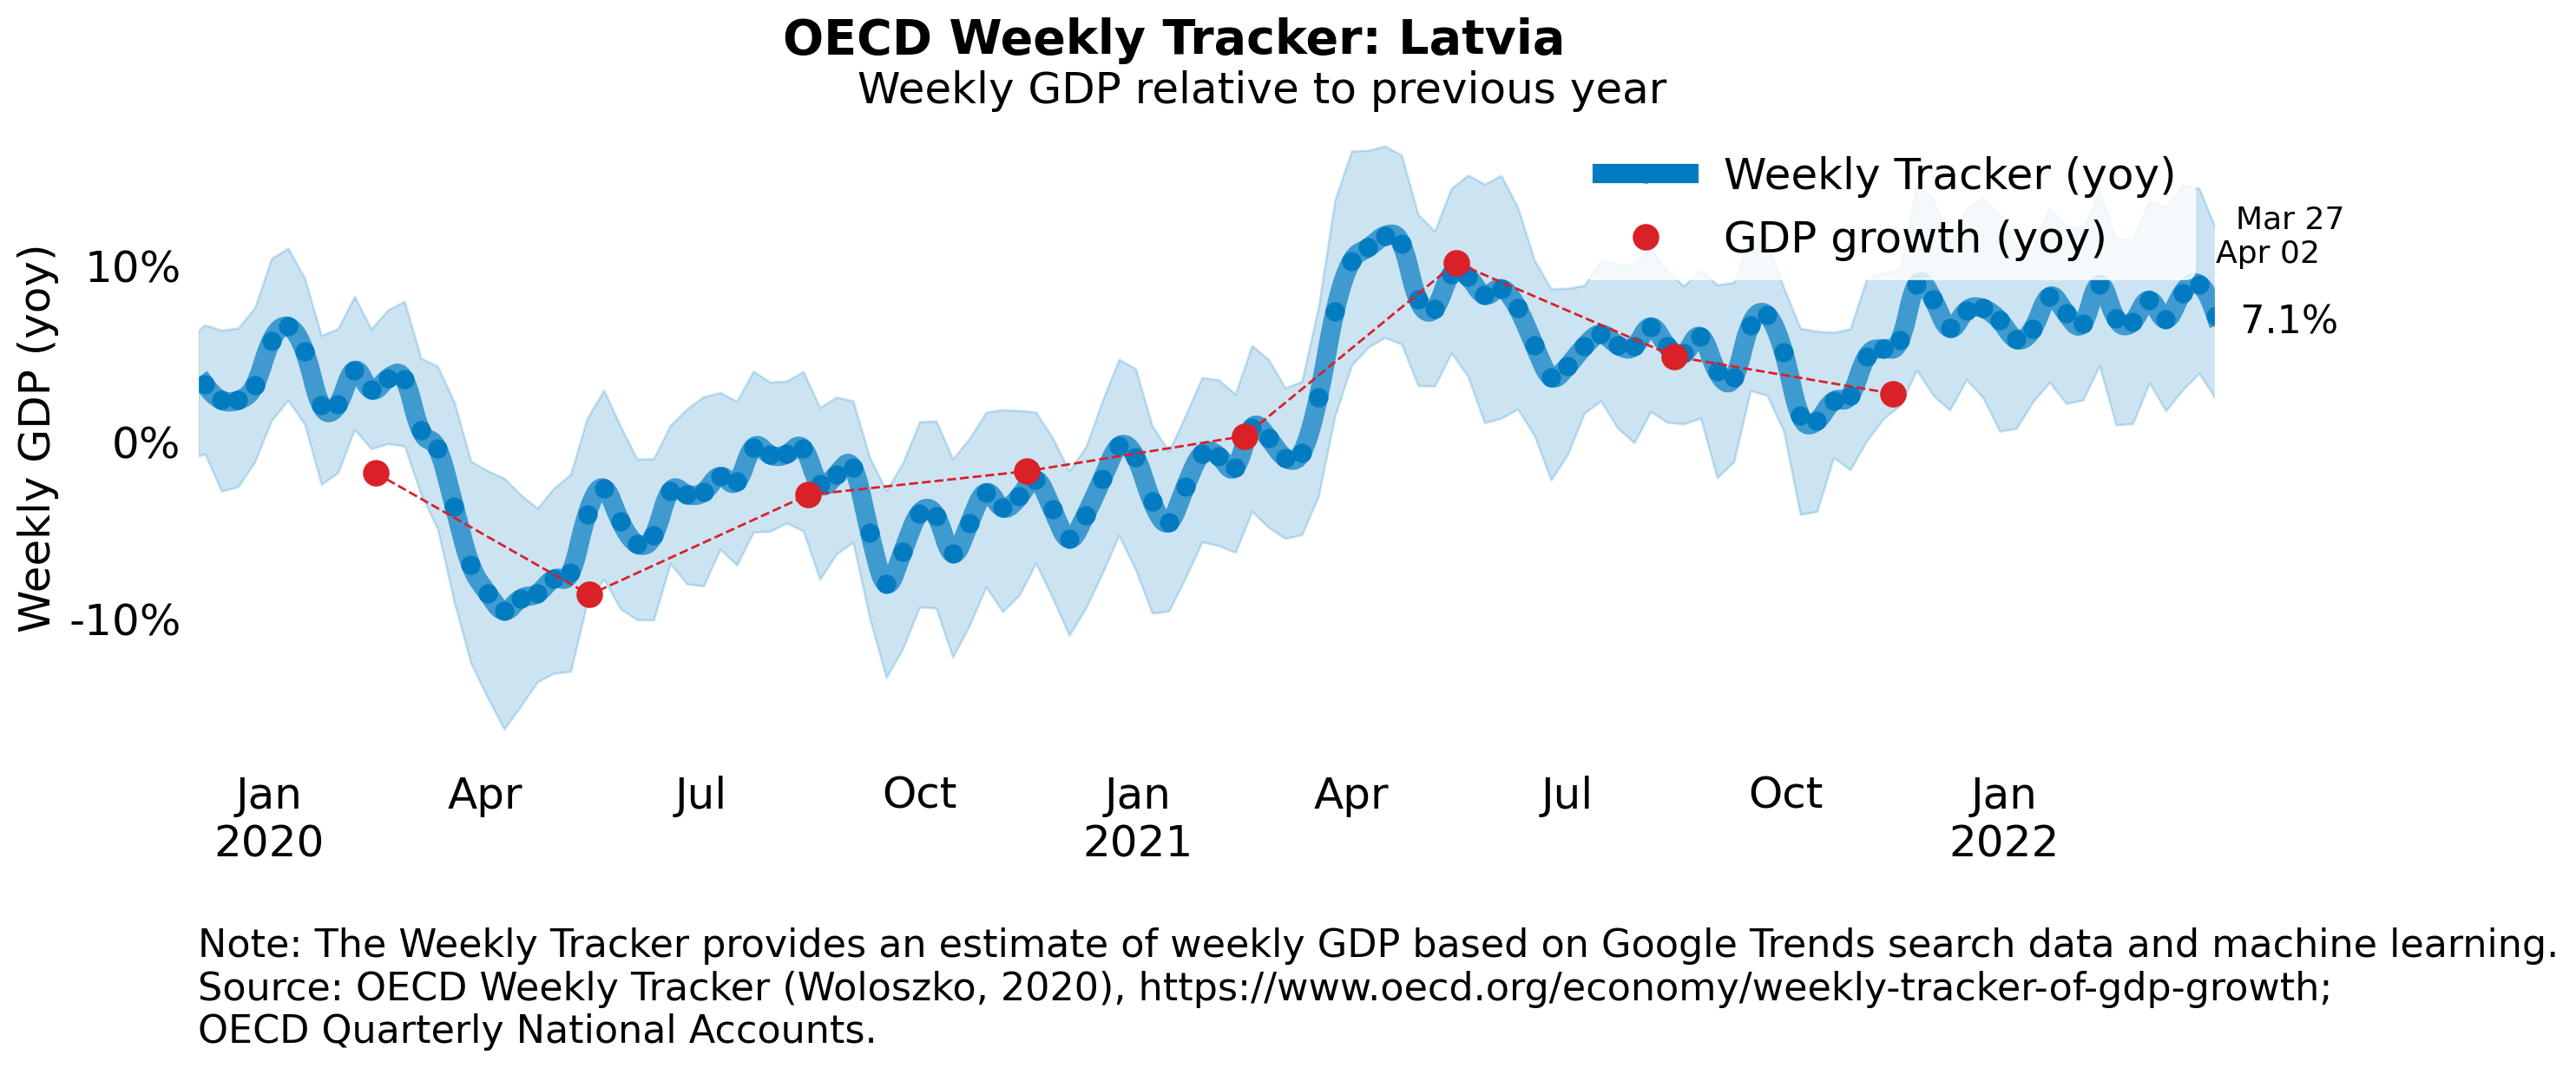 OECD Weekly Tracker: Latvia
Weekly GDP relative to previous year
Weekly Tracker (yoy)
GDP growth (yoy)
Mar 27
Apr 02
7.1%
Weekly GDP (yoy)
10%
0%
-10%
Jan Apr Jul Oct Jan Apr Jul Oct Jan
2020 2021 2022
Note: The Weekly Tracker provides an estimate of weekly GDP based on Google Trends search data and machine learning.
Source: OECD Weekly Tracker (Woloszko, 2020), https://www.oecd.org/economy/weekly-tracker-of-gdp-growth;
OECD Quarterly National Accounts.